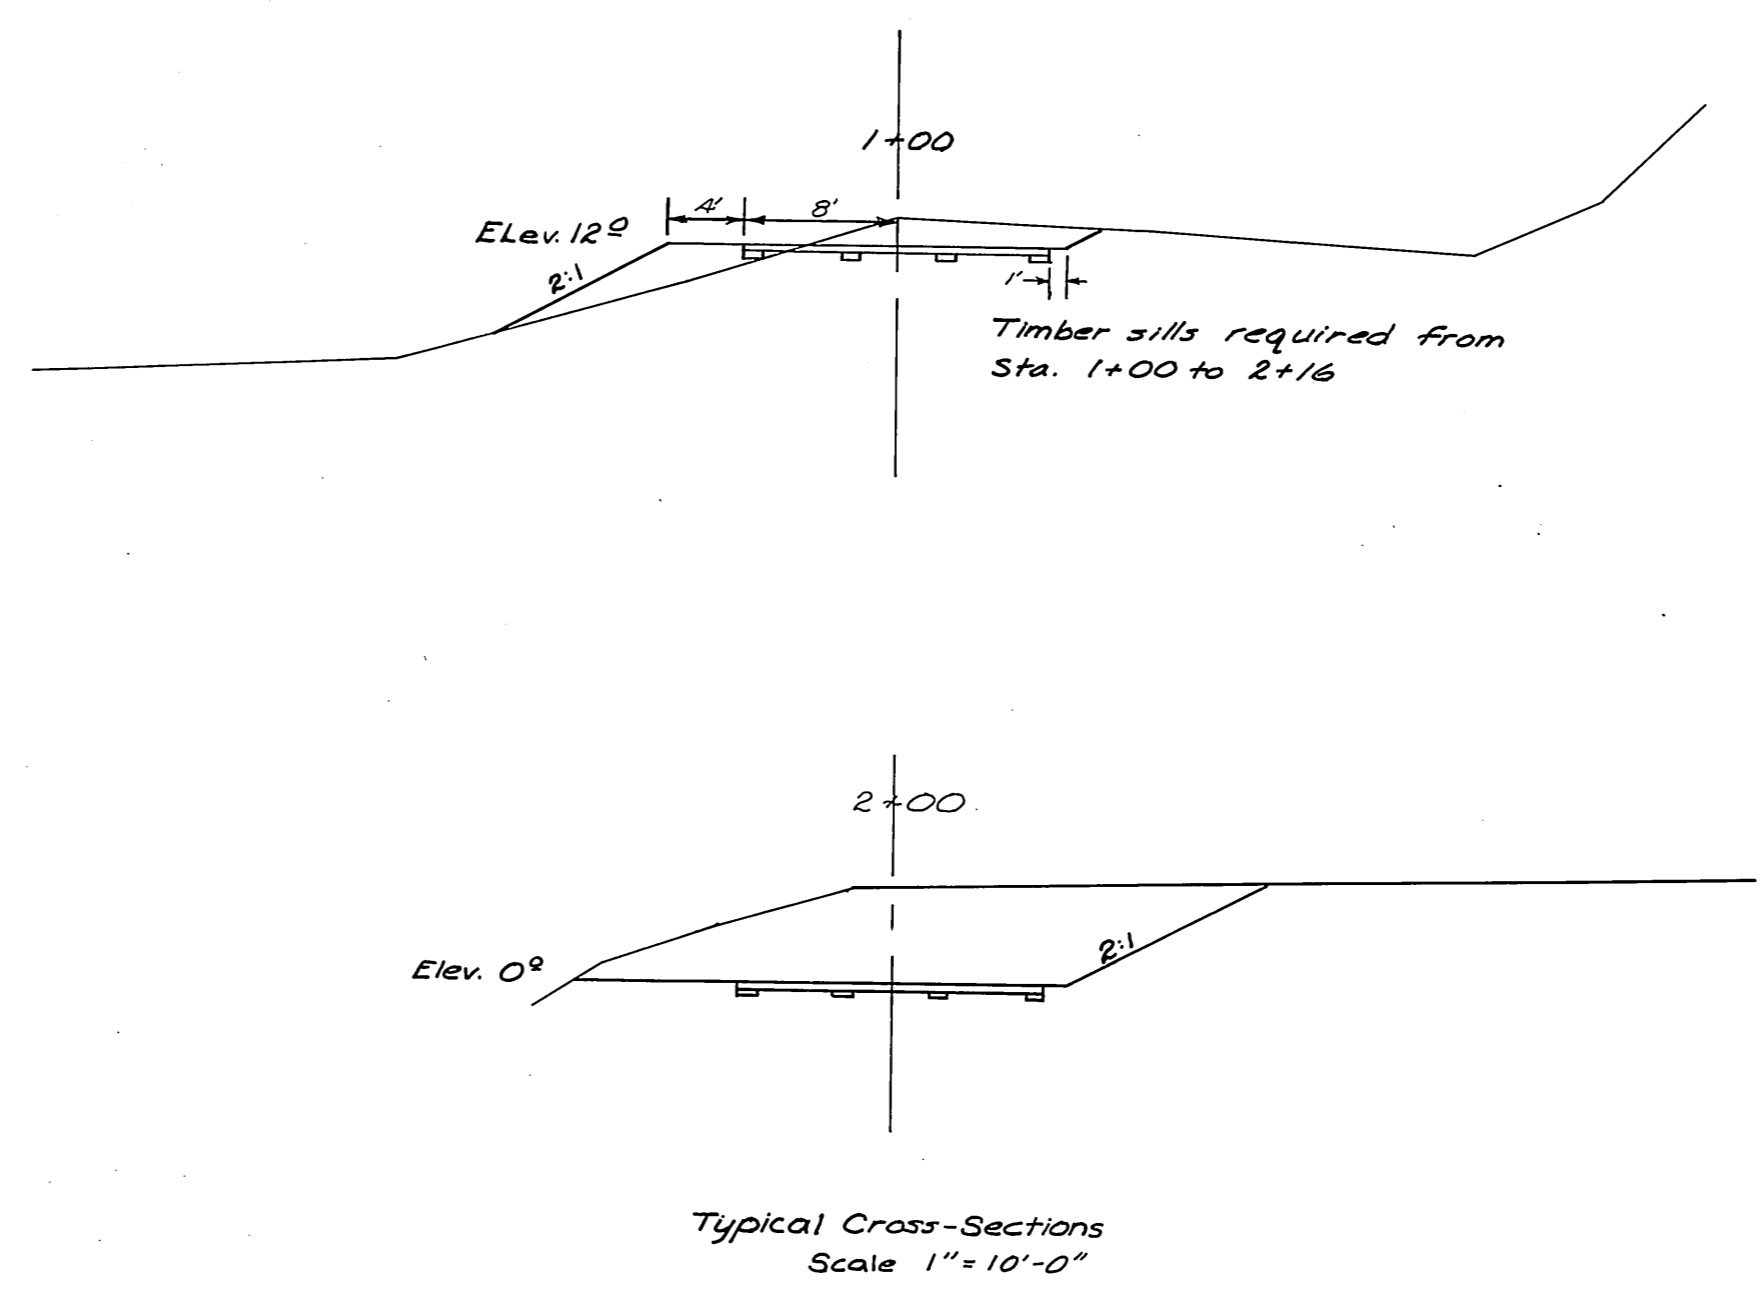 1+00
4'
8'
ELev. 12º
2:1
1'
Timber sills required from
Sta. 1+00 to 2+16
2+00
2:1
Elev. 0º
Typical Cross-Sections
Scale 1"=10'-0"